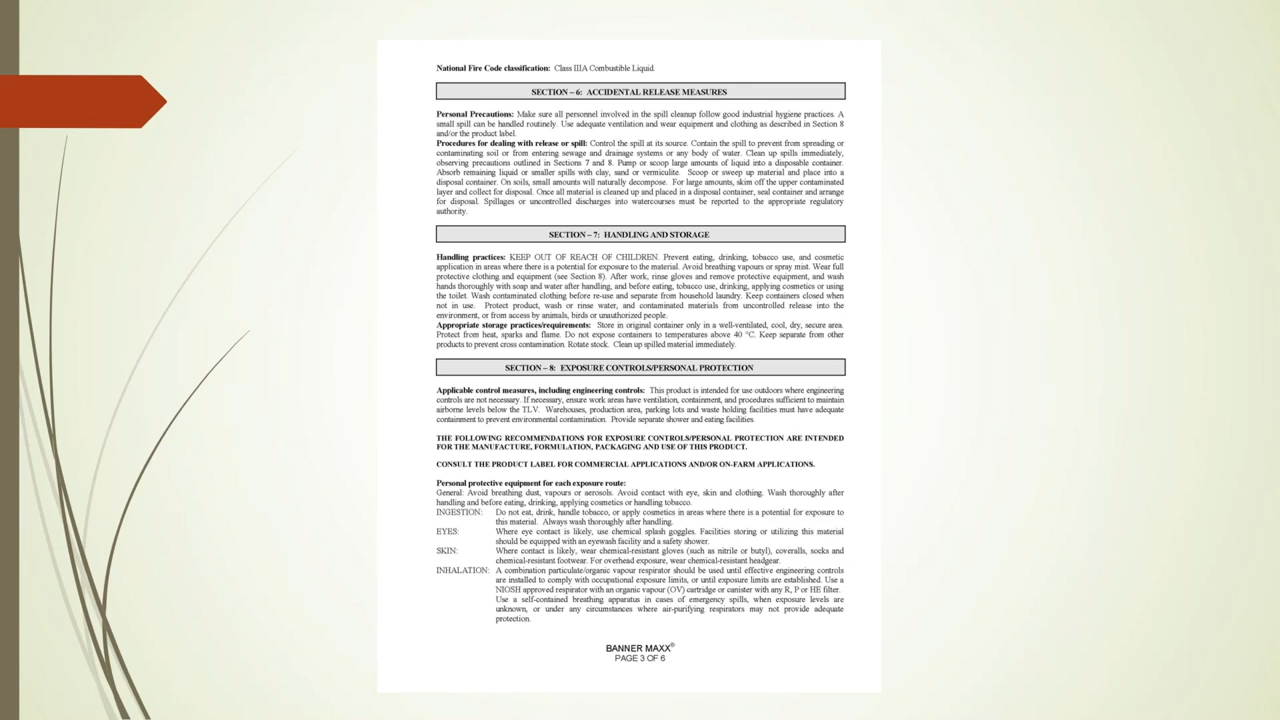 National Fire Code classification: Class IIIA Combustible Liquid.
SECTION – 6: ACCIDENTAL RELEASE MEASURES
Personal Precautions: Make sure all personnel involved in the spill cleanup follow good industrial hygiene practices. A
small spill can be handled routinely. Use adequate ventilation and wear equipment and clothing as described in Section 8
and/or the product label.
Procedures for dealing with release or spill: Control the spill at its source. Contain the spill to prevent from spreading or
contaminating soil or from entering sewage and drainage systems or any body of water. Clean up spills immediately,
observing precautions outlined in Sections 7 and 8. Pump or scoop large amounts of liquid into a disposable container.
Absorb remaining liquid or smaller spills with clay, sand or vermiculite. Scoop or sweep up material and place into a
disposal container. On soils, small amounts will naturally decompose. For large amounts, skim off the upper contaminated
layer and collect for disposal. Once all material is cleaned up and placed in a disposal container, seal container and arrange
for disposal. Spillages or uncontrolled discharges into watercourses must be reported to the appropriate regulatory
authority.
SECTION – 7: HANDLING AND STORAGE
Handling practices: KEEP OUT OF REACH OF CHILDREN. Prevent eating, drinking, tobacco use, and cosmetic
application in areas where there is a potential for exposure to the material. Avoid breathing vapours or spray mist. Wear full
protective clothing and equipment (see Section 8). After work, rinse gloves and remove protective equipment, and wash
hands thoroughly with soap and water after handling, and before eating, tobacco use, drinking, applying cosmetics or using
the toilet. Wash contaminated clothing before re-use and separate from household laundry. Keep containers closed when
not in use. Protect product, wash or rinse water, and contaminated materials from uncontrolled release into the
environment, or from access by animals, birds or unauthorized people.
Appropriate storage practices/requirements: Store in original container only in a well-ventilated, cool, dry, secure area.
Protect from heat, sparks and flame. Do not expose containers to temperatures above 40 °C. Keep separate from other
products to prevent cross contamination. Rotate stock. Clean up spilled material immediately.
SECTION – 8: EXPOSURE CONTROLS/PERSONAL PROTECTION
Applicable control measures, including engineering controls: This product is intended for use outdoors where engineering
controls are not necessary. If necessary, ensure work areas have ventilation, containment, and procedures sufficient to maintain
airborne levels below the TLV. Warehouses, production area, parking lots and waste holding facilities must have adequate
containment to prevent environmental contamination. Provide separate shower and eating facilities.
THE FOLLOWING RECOMMENDATIONS FOR EXPOSURE CONTROLS/PERSONAL PROTECTION ARE INTENDED
FOR THE MANUFACTURE, FORMULATION, PACKAGING AND USE OF THIS PRODUCT.
CONSULT THE PRODUCT LABEL FOR COMMERCIAL APPLICATIONS AND/OR ON-FARM APPLICATIONS.
Personal protective equipment for each exposure route:
General: Avoid breathing dust, vapours or aerosols. Avoid contact with eye, skin and clothing. Wash thoroughly after
handling and before eating, drinking, applying cosmetics or handling tobacco.
INGESTION: Do not eat, drink, handle tobacco, or apply cosmetics in areas where there is a potential for exposure to
this material. Always wash thoroughly after handling.
EYES: Where eye contact is likely, use chemical splash goggles. Facilities storing or utilizing this material
should be equipped with an eyewash facility and a safety shower.
SKIN: Where contact is likely, wear chemical-resistant gloves (such as nitrile or butyl), coveralls, socks and
chemical-resistant footwear. For overhead exposure, wear chemical-resistant headgear.
INHALATION: A combination particulate/organic vapour respirator should be used until effective engineering controls
are installed to comply with occupational exposure limits, or until exposure limits are established. Use a
NIOSH approved respirator with an organic vapour (OV) cartridge or canister with any R, P or HE filter.
Use a self-contained breathing apparatus in cases of emergency spills, when exposure levels are
unknown, or under any circumstances where air-purifying respirators may not provide adequate
protection.
BANNER MAXX®
PAGE 3 OF 6